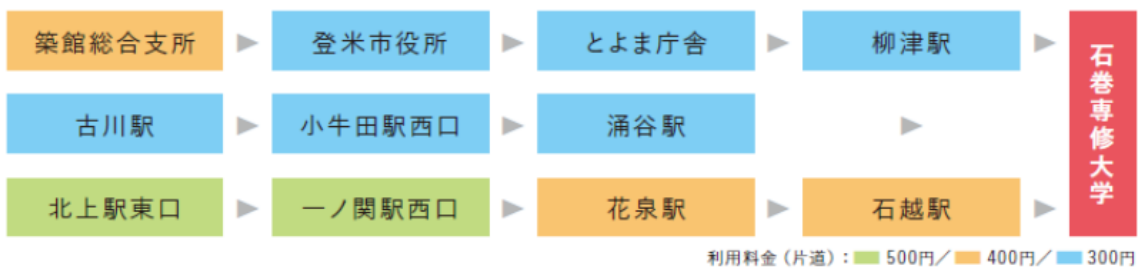 築館総合支所 ▶ 登米市役所 ▶ とよま庁舎 ▶ 柳津駅 ▶
古川駅 ▶ 小牛田駅西口 ▶ 涌谷駅 ▶
北上駅東口 ▶ 一ノ関駅西口 ▶ 花泉駅 ▶ 石越駅 ▶
石巻専修大学
利用料金（片道）： 500円／ 400円／ 300円